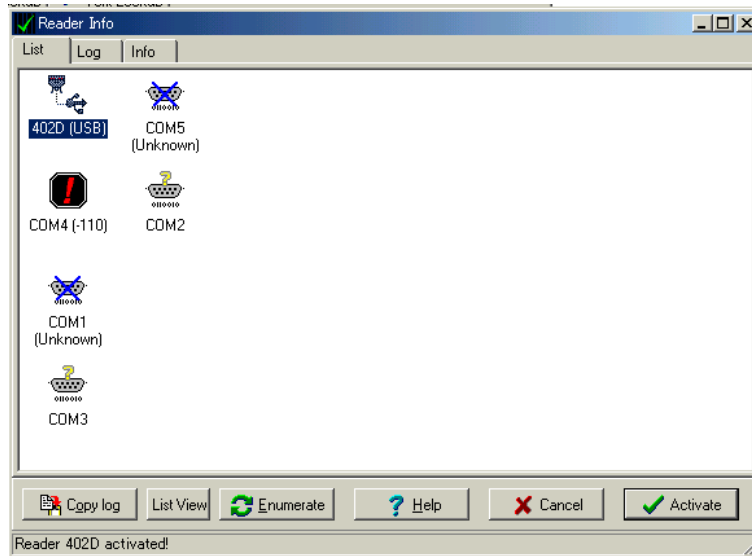 Reader Info
List
Log
Info
402D (USB)
COM5
(Unknown)
COM4 (-110)
COM2
COM1
(Unknown)
COM3
Copy log
List View
Enumerate
Help
Cancel
Activate
Reader 402D activated!